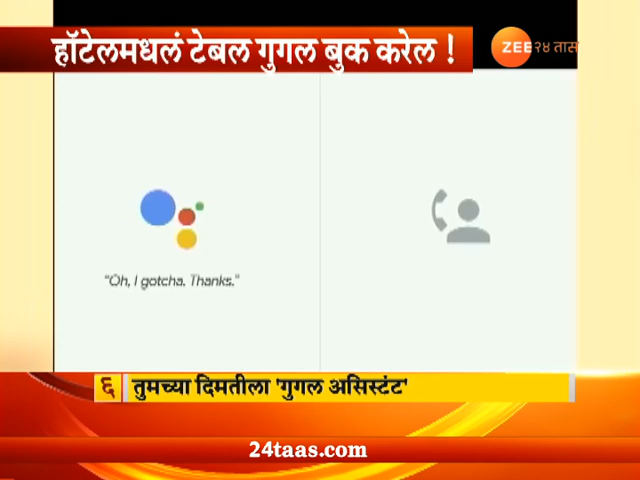 हॉटेलमधलं टेबल गुगल बुक करेल !
ZEE २४ तास
"Oh, I gotcha. Thanks."
६ तुमच्या दिमतीला 'गुगल असिस्टंट'
24taas.com